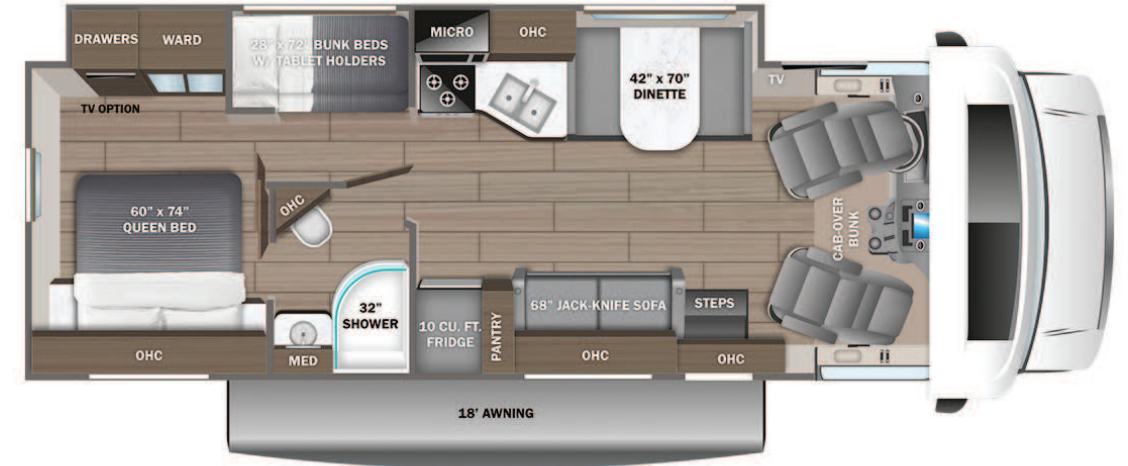 DRAWERS
WARD
28" x 72" BUNK BEDS
W/ TABLET HOLDERS
MICRO
OHC
42" x 70"
DINETTE
TV
TV OPTION
60" x 74"
QUEEN BED
OHC
CAB-OVER
BUNK
32"
SHOWER
10 CU. FT.
FRIDGE
PANTRY
68" JACK-KNIFE SOFA
STEPS
OHC
MED
OHC
OHC
18' AWNING